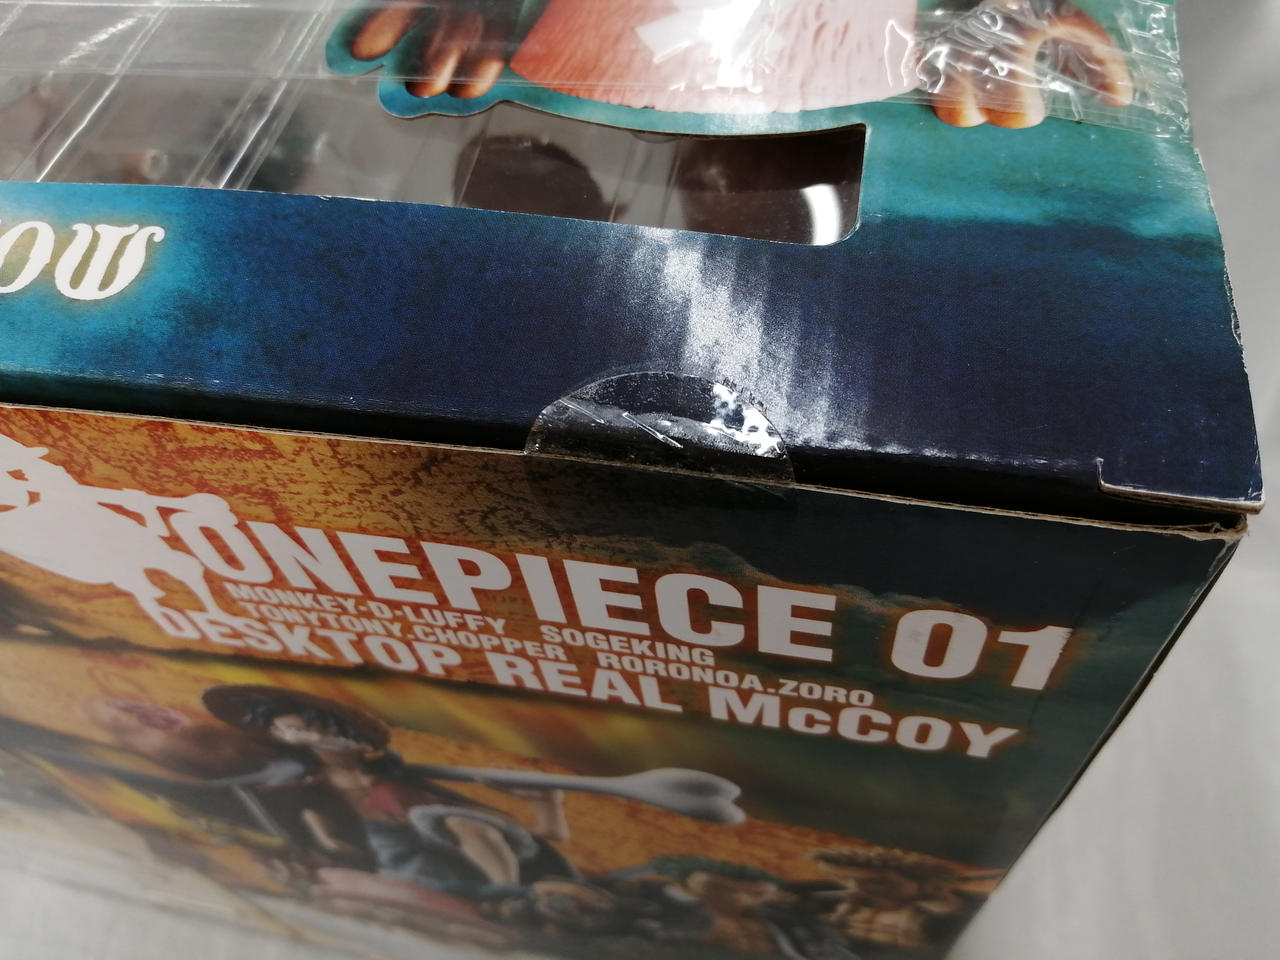 ONEPIECE 01
MONKEY·D·LUFFY SOGEKING
TONYTONY.CHOPPER RORONOA.ZORO
DESKTOP REAL McCOY